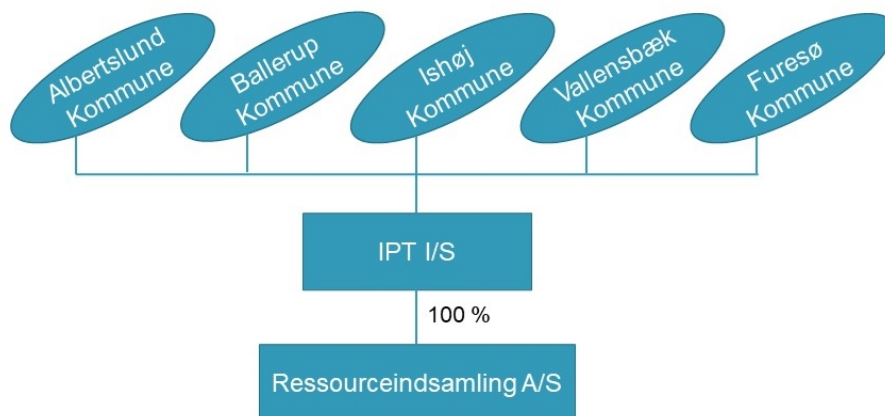 Albertslund
Kommune
Ballerup
Kommune
Ishøj
Kommune
Vallensbæk
Kommune
Furesø
Kommune
IPT I/S
100 %
Ressourceindsamling A/S